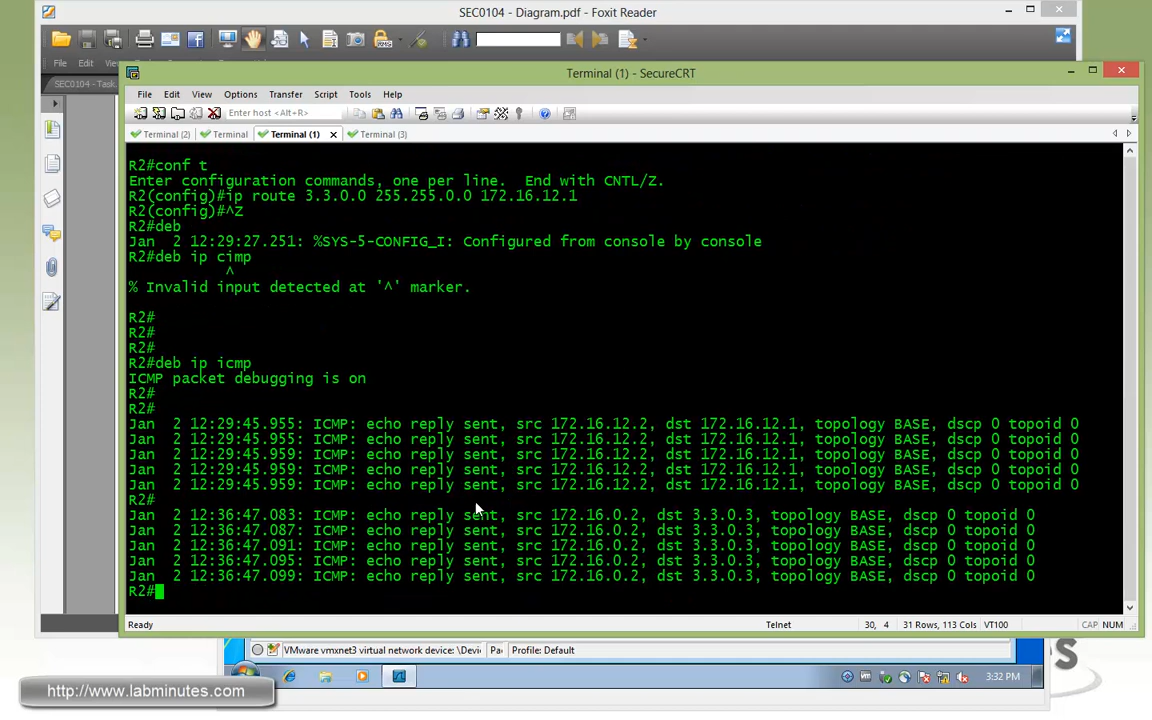 SEC0104 - Diagram.pdf - Foxit Reader
File Edit
SEC0104 - Task.
Terminal (1) - SecureCRT
File Edit View Options Transfer Script Tools Help
Enter host <Alt+R>
Terminal (2) Terminal Terminal (1) Terminal (3)
R2#conf t
Enter configuration commands, one per line.  End with CNTL/Z.
R2(config)#ip route 3.3.0.0 255.255.0.0 172.16.12.1
R2(config)#^Z
R2#deb
Jan  2 12:29:27.251: %SYS-5-CONFIG_I: Configured from console by console
R2#deb ip cimp
^
% Invalid input detected at '^' marker.
R2#
R2#
R2#
R2#deb ip icmp
ICMP packet debugging is on
R2#
R2#
Jan  2 12:29:45.955: ICMP: echo reply sent, src 172.16.12.2, dst 172.16.12.1, topology BASE, dscp 0 topoid 0
Jan  2 12:29:45.955: ICMP: echo reply sent, src 172.16.12.2, dst 172.16.12.1, topology BASE, dscp 0 topoid 0
Jan  2 12:29:45.959: ICMP: echo reply sent, src 172.16.12.2, dst 172.16.12.1, topology BASE, dscp 0 topoid 0
Jan  2 12:29:45.959: ICMP: echo reply sent, src 172.16.12.2, dst 172.16.12.1, topology BASE, dscp 0 topoid 0
Jan  2 12:29:45.959: ICMP: echo reply sent, src 172.16.12.2, dst 172.16.12.1, topology BASE, dscp 0 topoid 0
R2#
Jan  2 12:36:47.083: ICMP: echo reply sent, src 172.16.0.2, dst 3.3.0.3, topology BASE, dscp 0 topoid 0
Jan  2 12:36:47.087: ICMP: echo reply sent, src 172.16.0.2, dst 3.3.0.3, topology BASE, dscp 0 topoid 0
Jan  2 12:36:47.091: ICMP: echo reply sent, src 172.16.0.2, dst 3.3.0.3, topology BASE, dscp 0 topoid 0
Jan  2 12:36:47.095: ICMP: echo reply sent, src 172.16.0.2, dst 3.3.0.3, topology BASE, dscp 0 topoid 0
Jan  2 12:36:47.099: ICMP: echo reply sent, src 172.16.0.2, dst 3.3.0.3, topology BASE, dscp 0 topoid 0
R2#
Ready Telnet 30, 4 31 Rows, 113 Cols VT100 CAP NUM
VMware vmxnet3 virtual network device: \Devic Pa Profile: Default
3:32 PM
http://www.labminutes.com